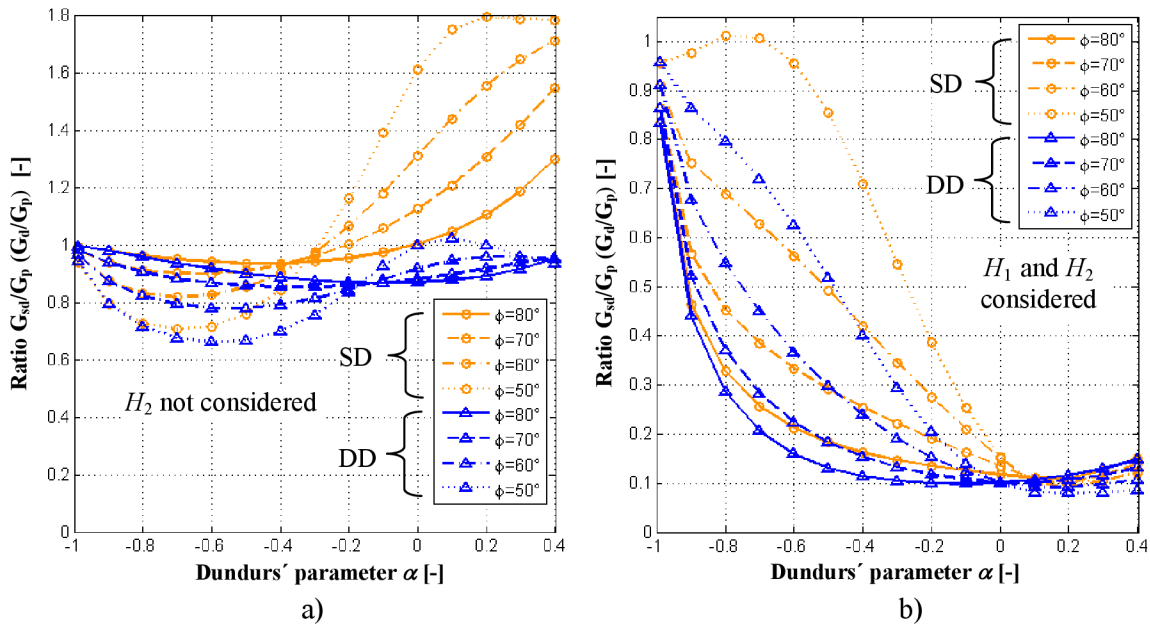 Ratio Gsd/Gp (Gd/Gp) [-]
1.8
1.6
1.4
1.2
1
0.8
0.6
0.4
0.2
0
-1
-0.8
-0.6
-0.4
-0.2
0
0.2
0.4
Dundurs´ parameter α [-]
H2 not considered
SD
DD
ϕ=80°
ϕ=70°
ϕ=60°
ϕ=50°
ϕ=80°
ϕ=70°
ϕ=60°
ϕ=50°
a)
Ratio Gsd/Gp (Gd/Gp) [-]
1
0.9
0.8
0.7
0.6
0.5
0.4
0.3
0.2
0.1
0
-1
-0.8
-0.6
-0.4
-0.2
0
0.2
0.4
Dundurs´ parameter α [-]
SD
DD
ϕ=80°
ϕ=70°
ϕ=60°
ϕ=50°
ϕ=80°
ϕ=70°
ϕ=60°
ϕ=50°
H1 and H2
considered
b)